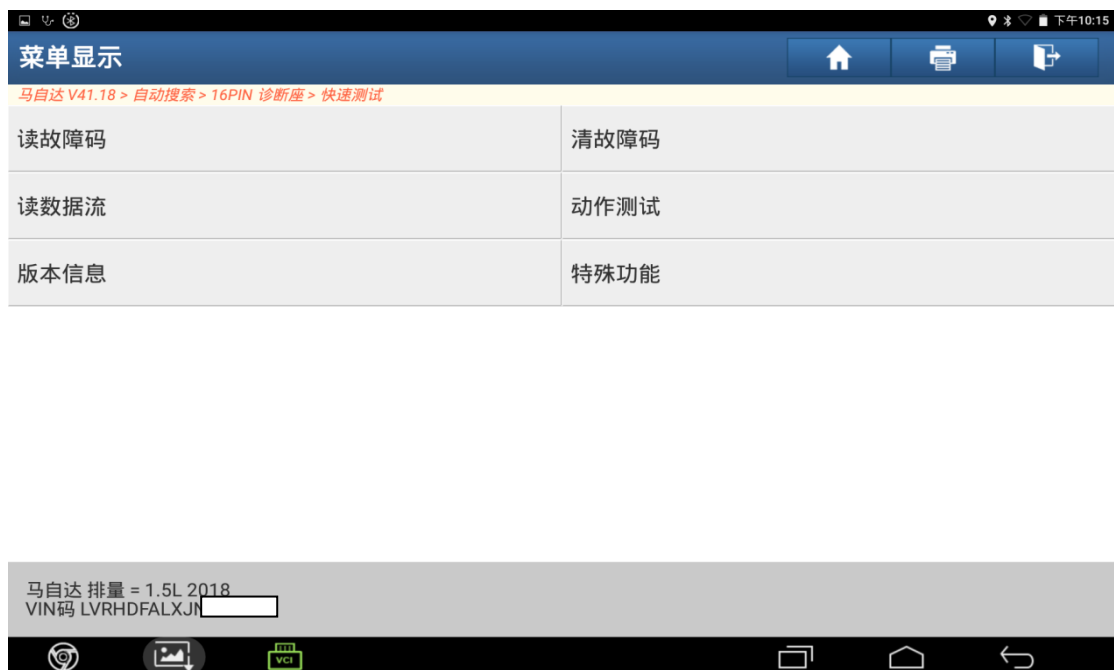 下午10:15
菜单显示
马自达 V41.18 > 自动搜索 > 16PIN 诊断座 > 快速测试
读故障码
清故障码
读数据流
动作测试
版本信息
特殊功能
马自达 排量 = 1.5L 2018
VIN码 LVRHDFALXJN
VCI